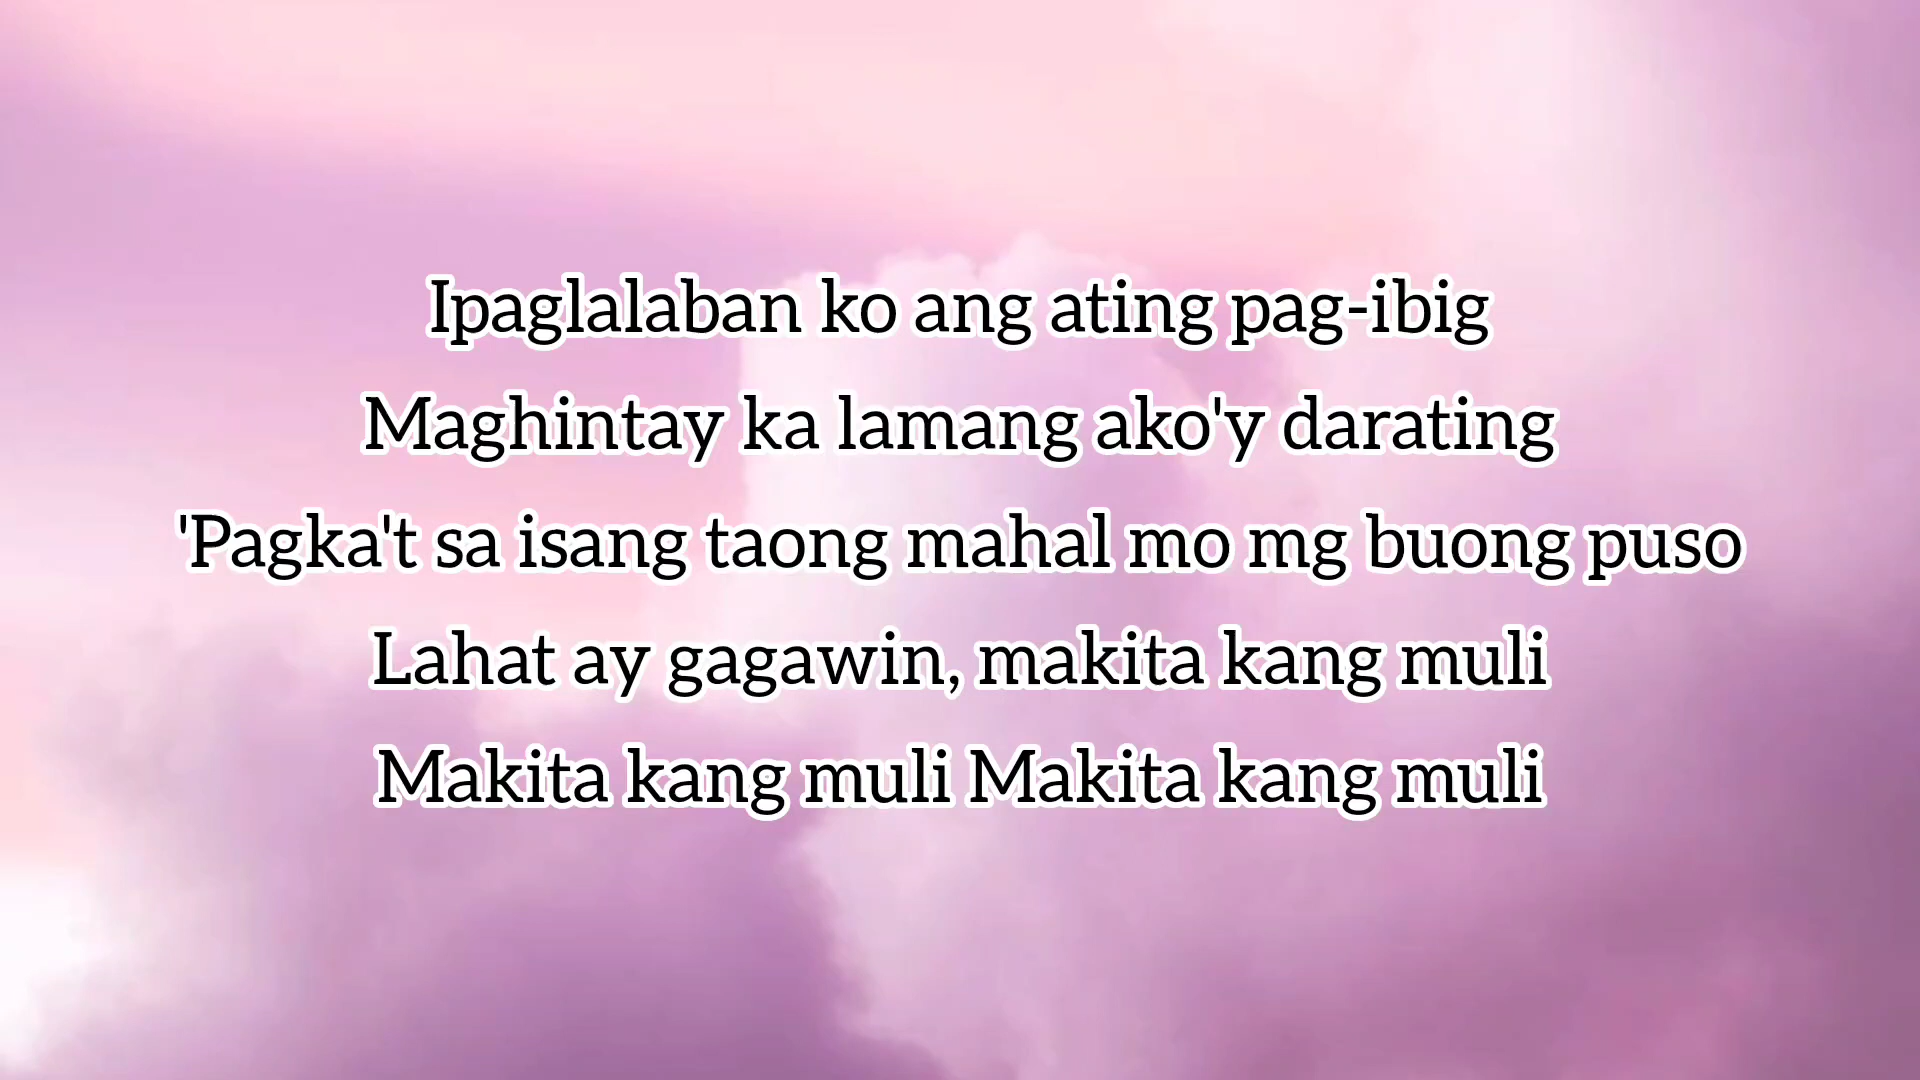 Ipaglalaban ko ang ating pag-ibig
Maghintay ka lamang ako'y darating
'Pagka't sa isang taong mahal mo mg buong puso
Lahat ay gagawin, makita kang muli
Makita kang muli Makita kang muli